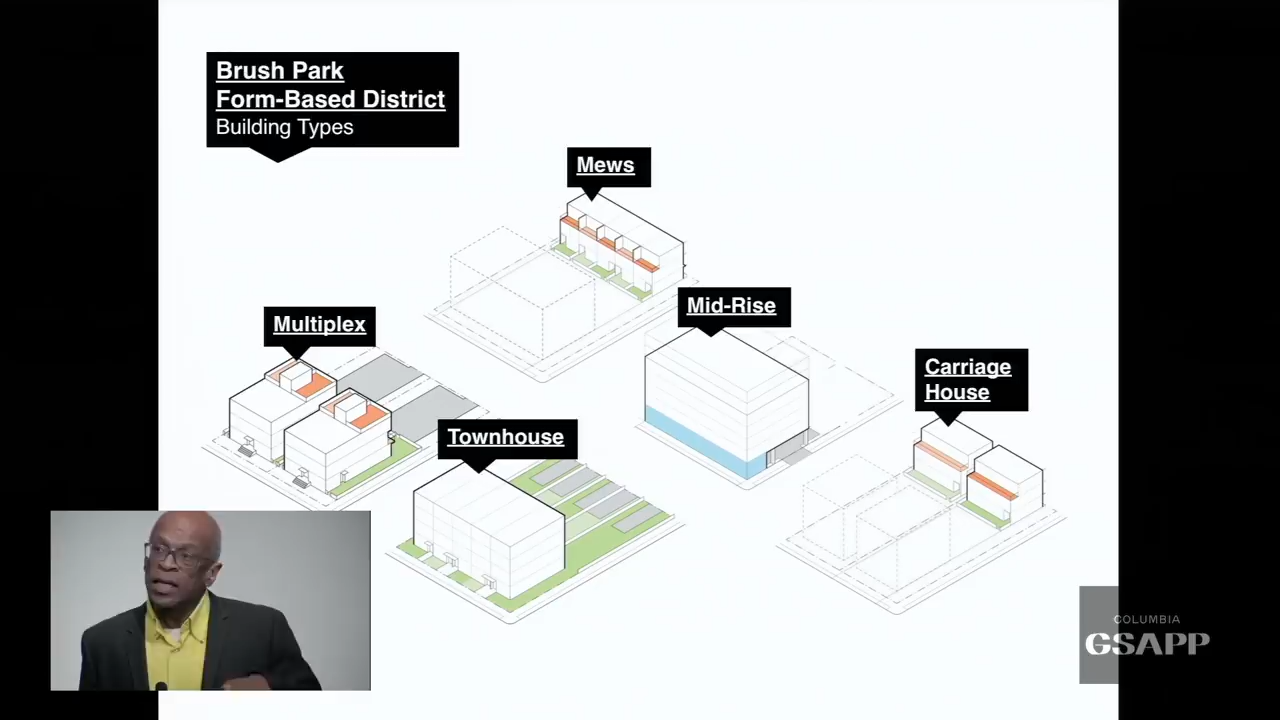 Brush Park
Form-Based District
Building Types
Mews
Mid-Rise
Multiplex
Carriage
House
Townhouse
COLUMBIA
GSAPP